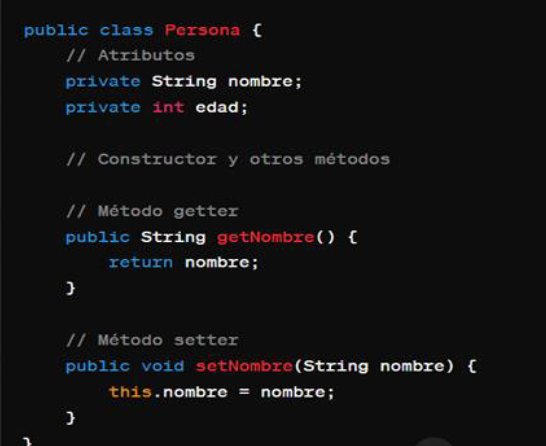 public class Persona {
// Atributos
private String nombre;
private int edad;
// Constructor y otros métodos
// Método getter
public String getNombre() {
return nombre;
}
// Método setter
public void setNombre(String nombre) {
this.nombre = nombre;
}
}